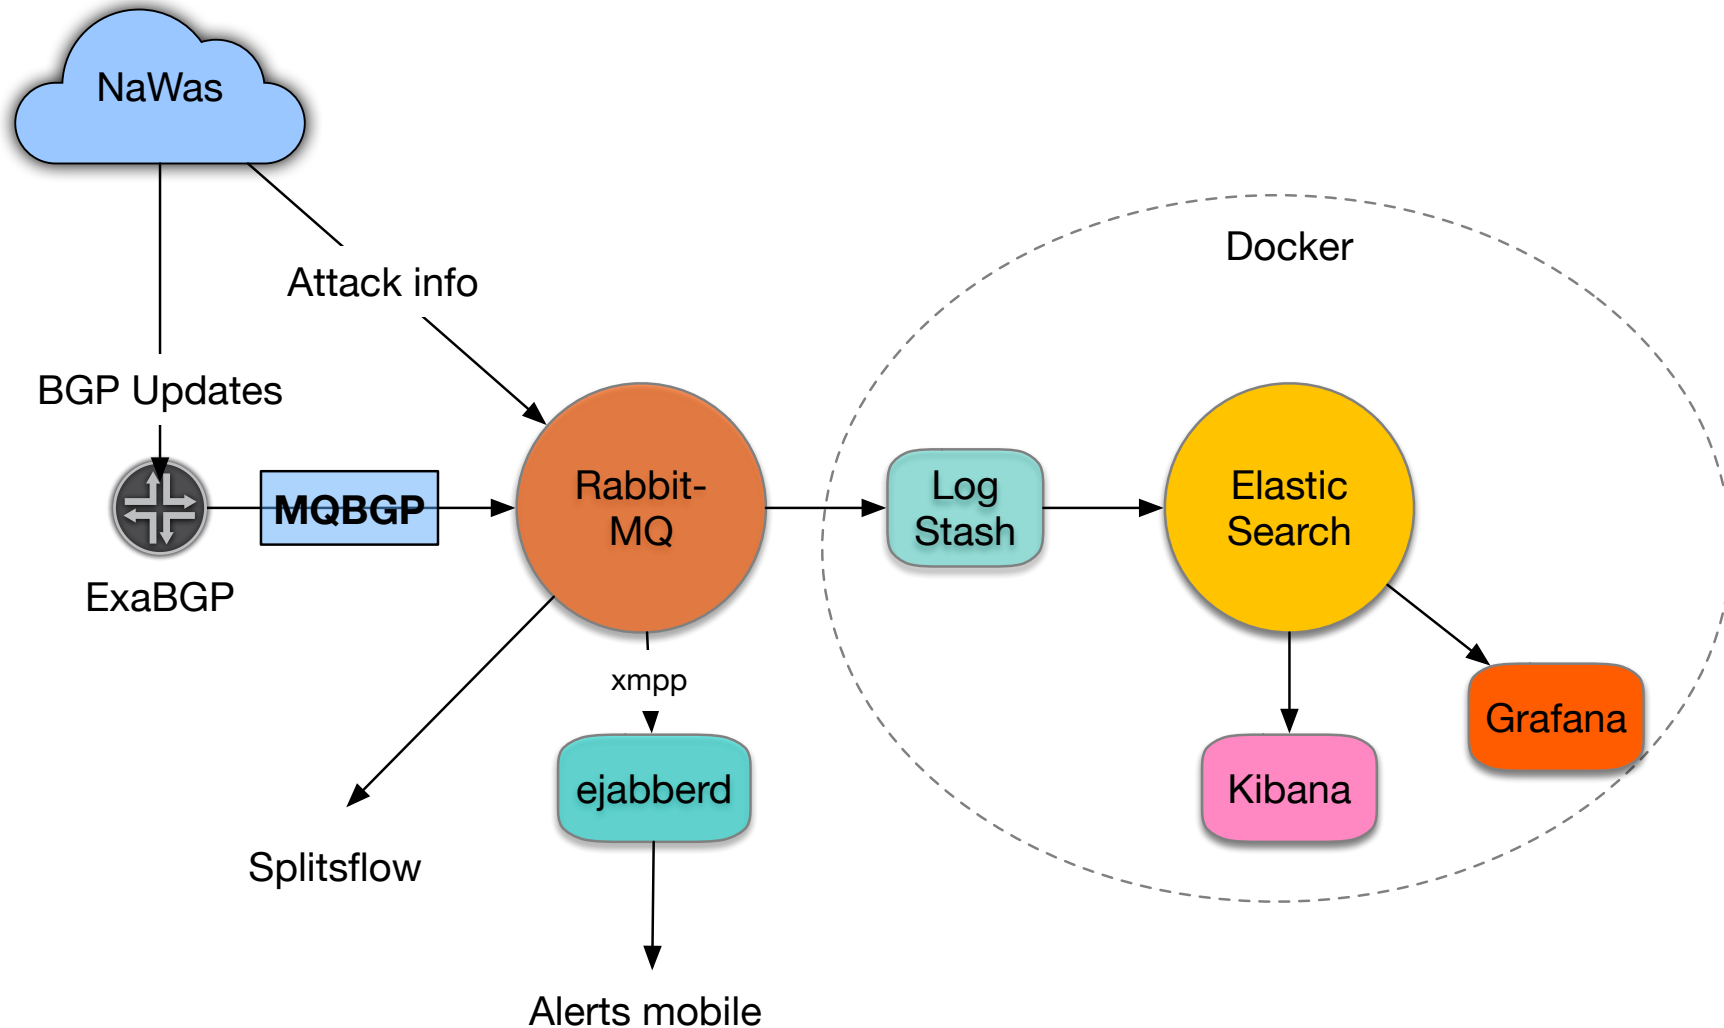 NaWas
Docker
Attack info
BGP Updates
MQBGP
Rabbit-
MQ
Log
Stash
Elastic
Search
ExaBGP
xmpp
Grafana
ejabberd
Kibana
Splitsflow
Alerts mobile